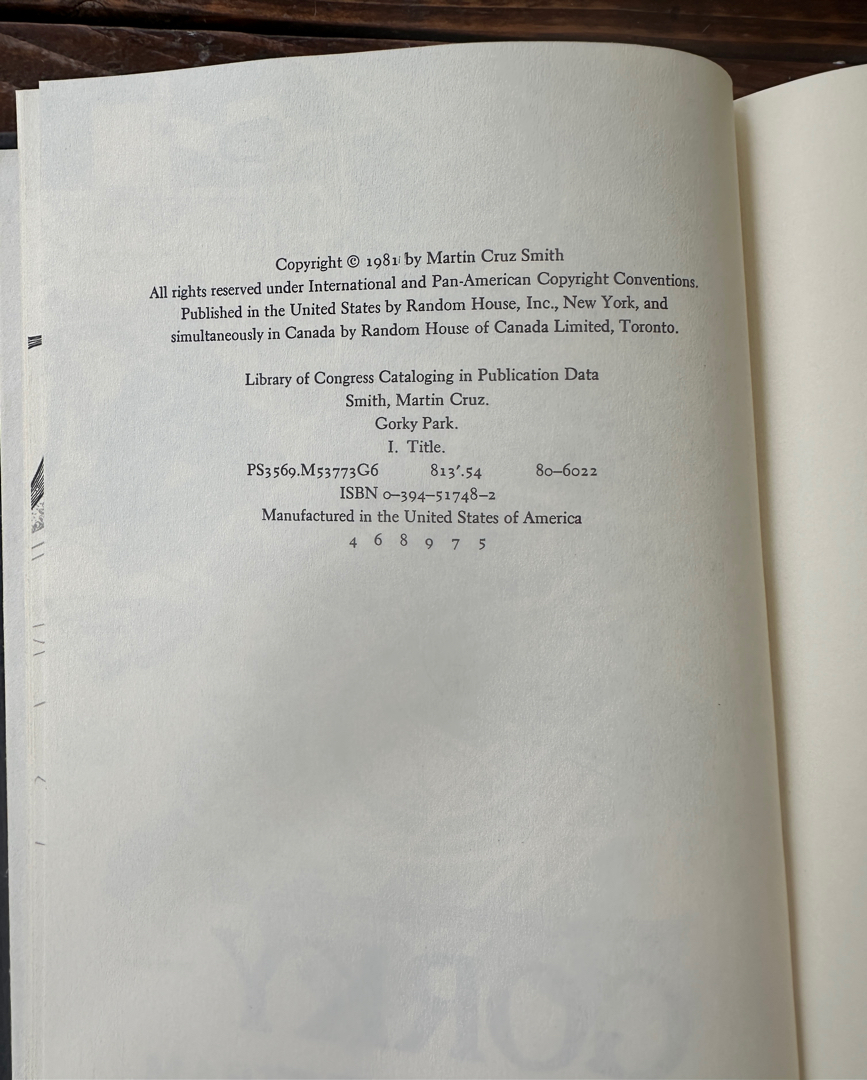 Copyright © 1981 by Martin Cruz Smith
All rights reserved under International and Pan-American Copyright Conventions.
Published in the United States by Random House, Inc., New York, and
simultaneously in Canada by Random House of Canada Limited, Toronto.
Library of Congress Cataloging in Publication Data
Smith, Martin Cruz.
Gorky Park.
I. Title.
PS3569.M53773G6 813'.54 80–6022
ISBN 0–394–51748–2
Manufactured in the United States of America
4 6 8 9 7 5
GORKY